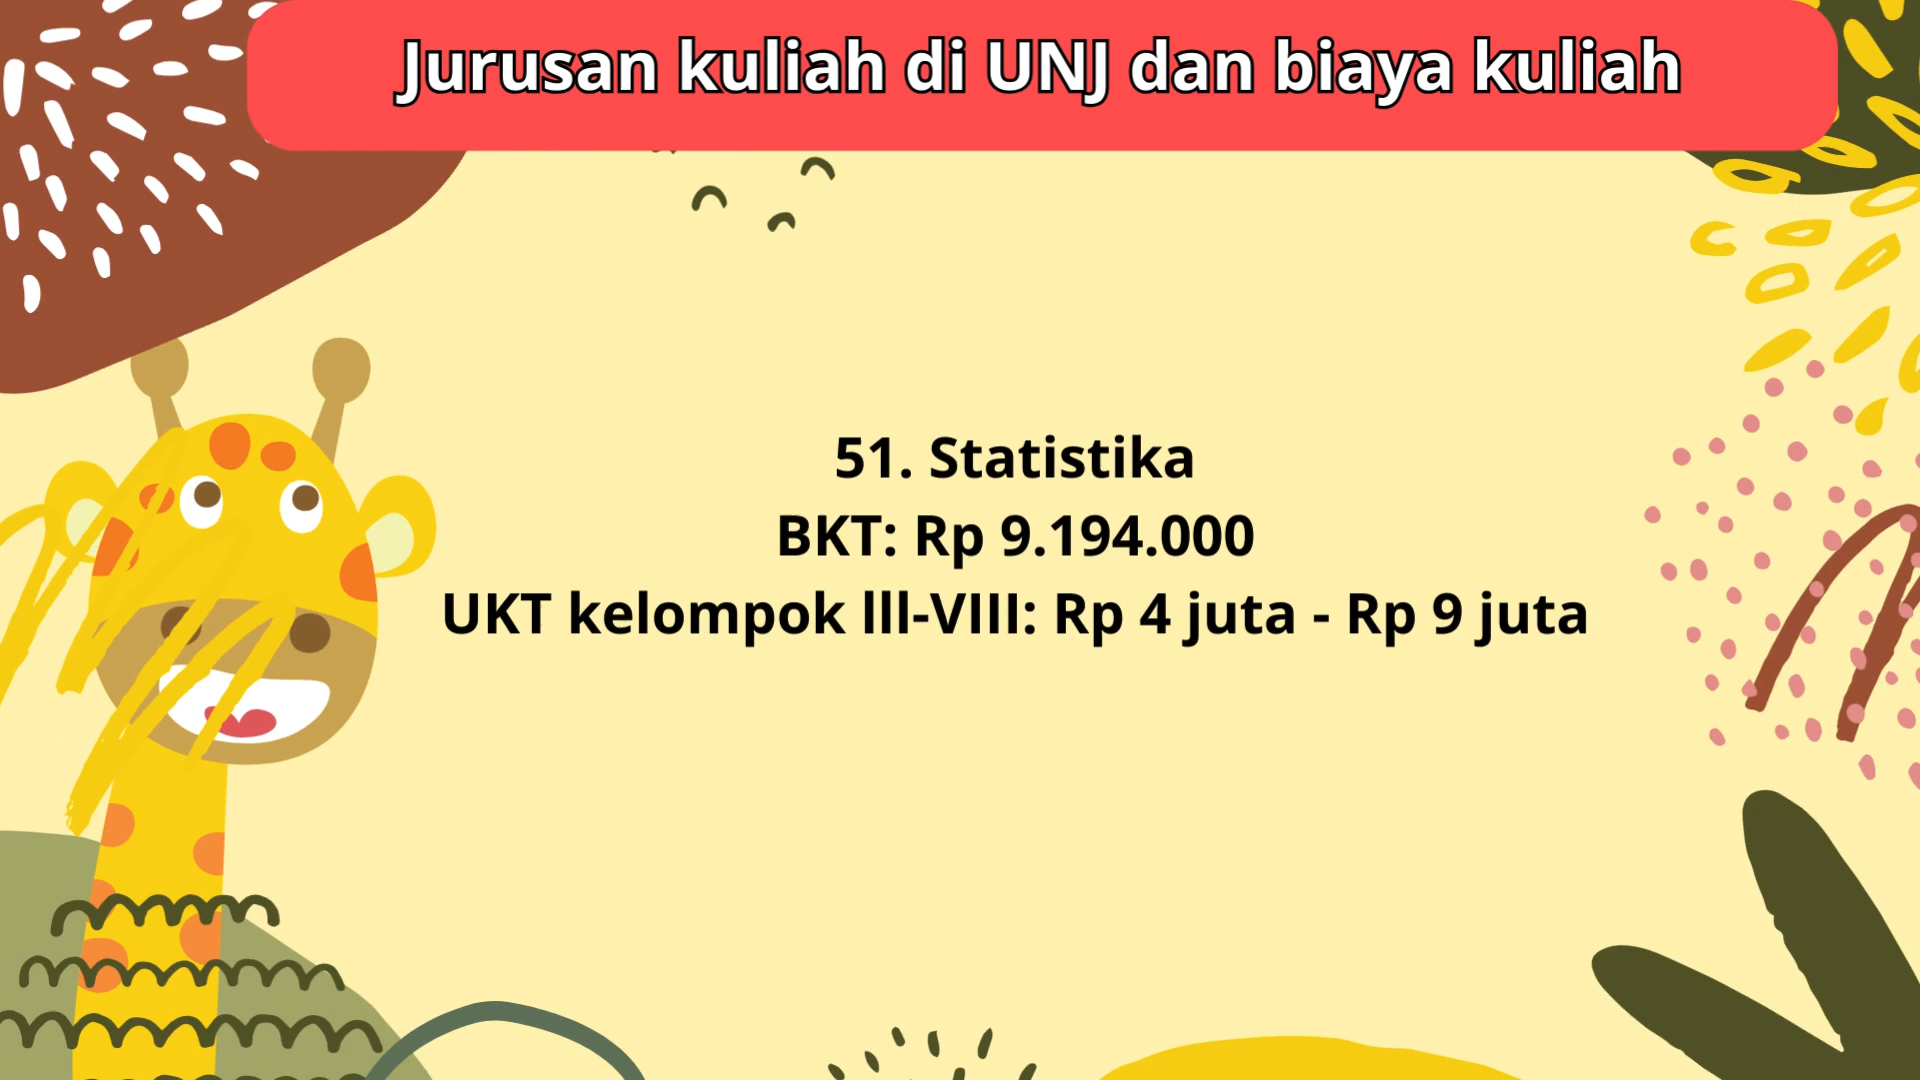 Jurusan kuliah di UNJ dan biaya kuliah
51. Statistika
BKT: Rp 9.194.000
UKT kelompok lll-VIII: Rp 4 juta - Rp 9 juta